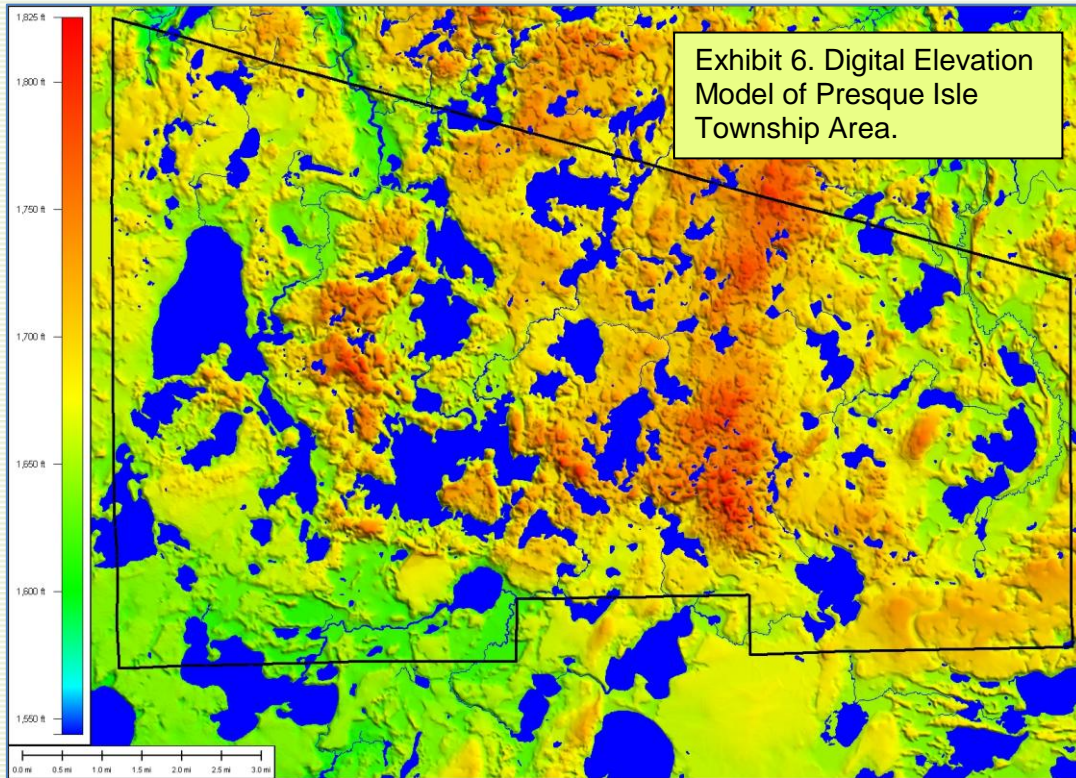 1,825 ft
1,800 ft
1,750 ft
1,700 ft
1,650 ft
1,600 ft
1,550 ft
Exhibit 6. Digital Elevation
Model of Presque Isle
Township Area.
0.0 mi 0.5 mi 1.0 mi 1.5 mi 2.0 mi 2.5 mi 3.0 mi